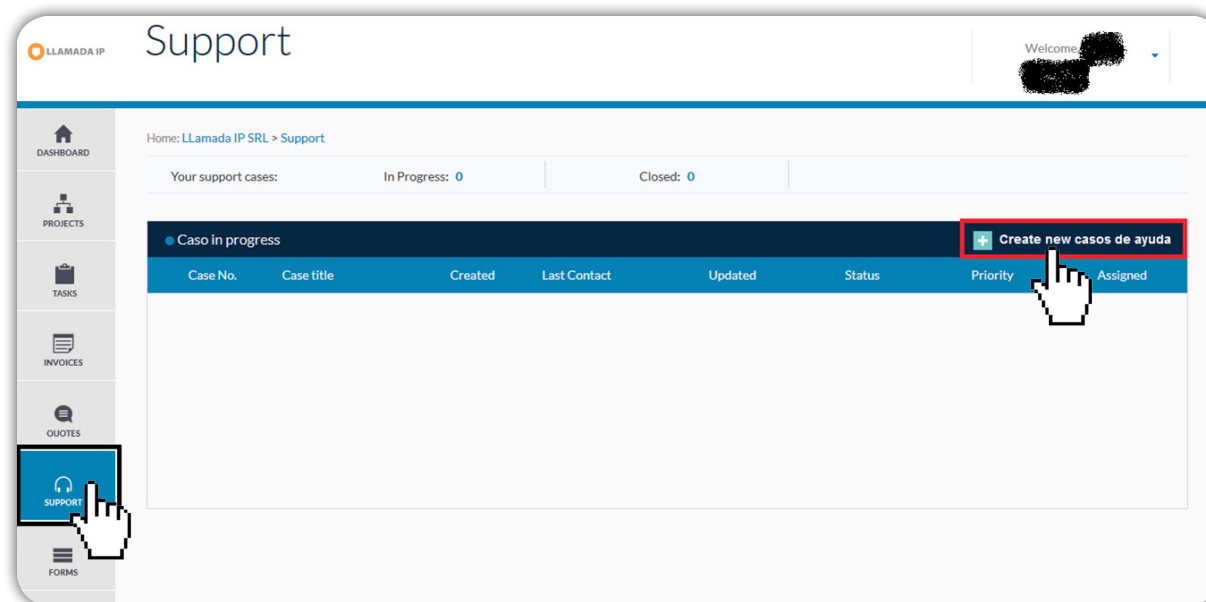 LLAMADA IP
Support
Welcome,
DASHBOARD
PROJECTS
TASKS
INVOICES
QUOTES
SUPPORT
FORMS
Home: LLamada IP SRL > Support
Your support cases: In Progress: 0 Closed: 0
Caso in progress Create new casos de ayuda
Case No. Case title Created Last Contact Updated Status Priority Assigned